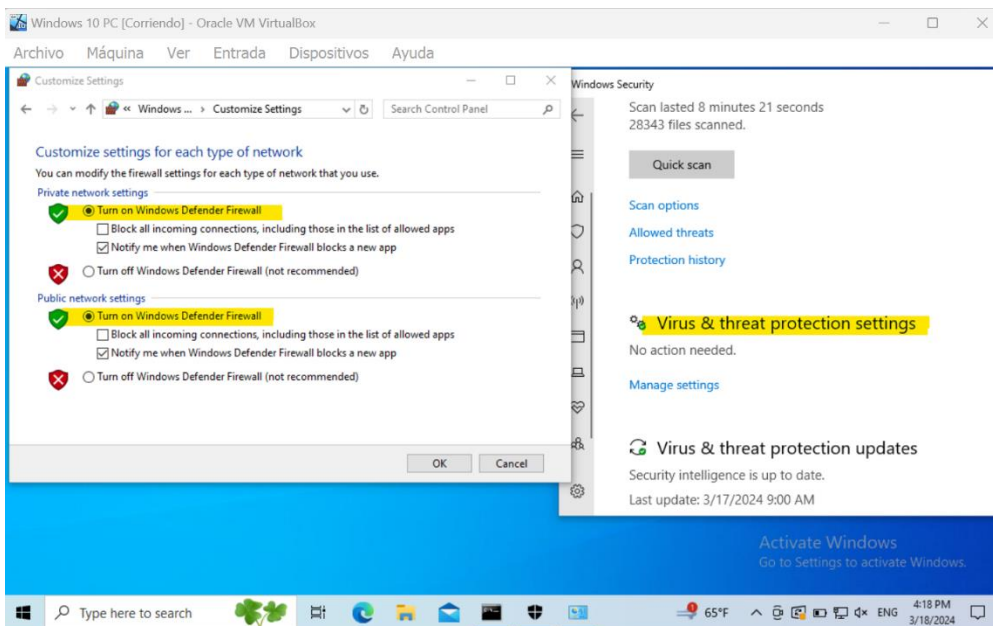 Windows 10 PC [Corriendo] - Oracle VM VirtualBox
Archivo Máquina Ver Entrada Dispositivos Ayuda
Customize Settings
« Windows ... › Customize Settings
Search Control Panel
Customize settings for each type of network
You can modify the firewall settings for each type of network that you use.
Private network settings
Turn on Windows Defender Firewall
Block all incoming connections, including those in the list of allowed apps
Notify me when Windows Defender Firewall blocks a new app
Turn off Windows Defender Firewall (not recommended)
Public network settings
Turn on Windows Defender Firewall
Block all incoming connections, including those in the list of allowed apps
Notify me when Windows Defender Firewall blocks a new app
Turn off Windows Defender Firewall (not recommended)
OK Cancel
Windows Security
Scan lasted 8 minutes 21 seconds
28343 files scanned.
Quick scan
Scan options
Allowed threats
Protection history
Virus & threat protection settings
No action needed.
Manage settings
Virus & threat protection updates
Security intelligence is up to date.
Last update: 3/17/2024 9:00 AM
Activate Windows
Go to Settings to activate Windows.
Type here to search
65°F
ENG
4:18 PM
3/18/2024